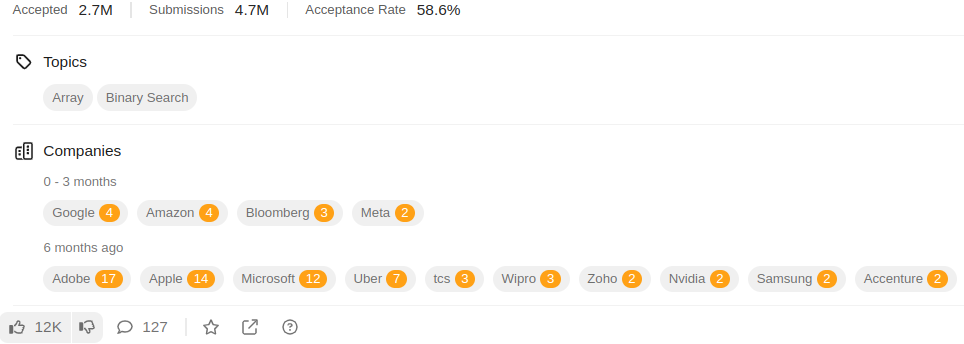 Accepted 2.7M Submissions 4.7M Acceptance Rate 58.6%
Topics
Array Binary Search
Companies
0 - 3 months
Google 4 Amazon 4 Bloomberg 3 Meta 2
6 months ago
Adobe 17 Apple 14 Microsoft 12 Uber 7 tcs 3 Wipro 3 Zoho 2 Nvidia 2 Samsung 2 Accenture 2
12K 127